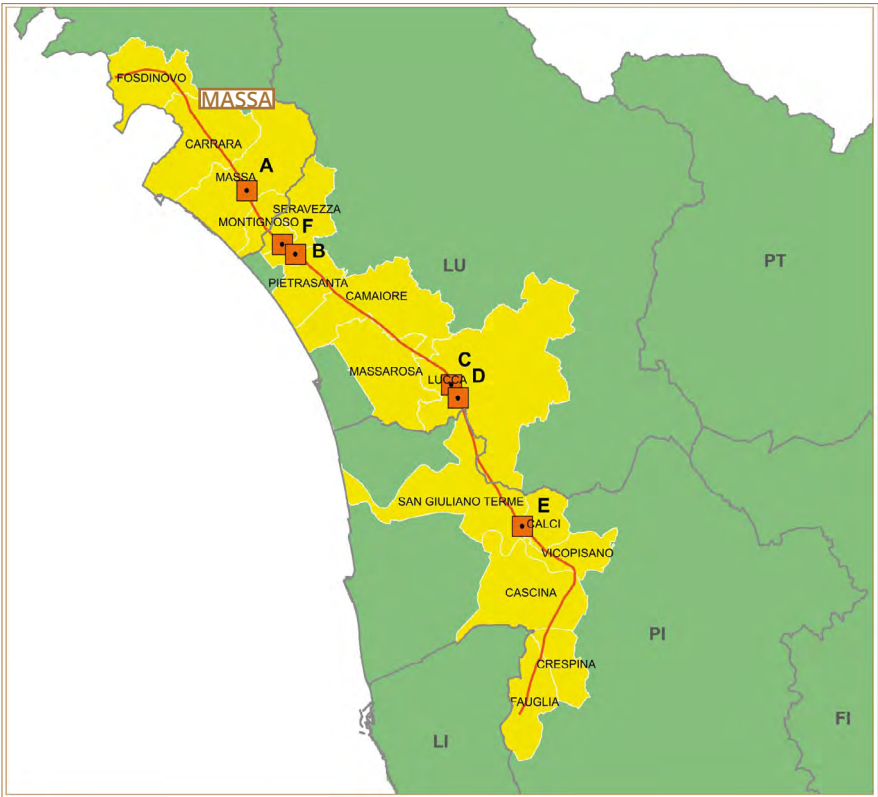 FOSDINOVO
MASSA
CARRARA
A
MASSA
SERAVEZZA
MONTIGNOSO
F
B
LU
PT
PIETRASANTA
CAMAIORE
C
MASSAROSA
LUCCA
D
SAN GIULIANO TERME
E
CALCI
VICOPISANO
CASCINA
PI
CRESPINA
FAUGLIA
FI
LI